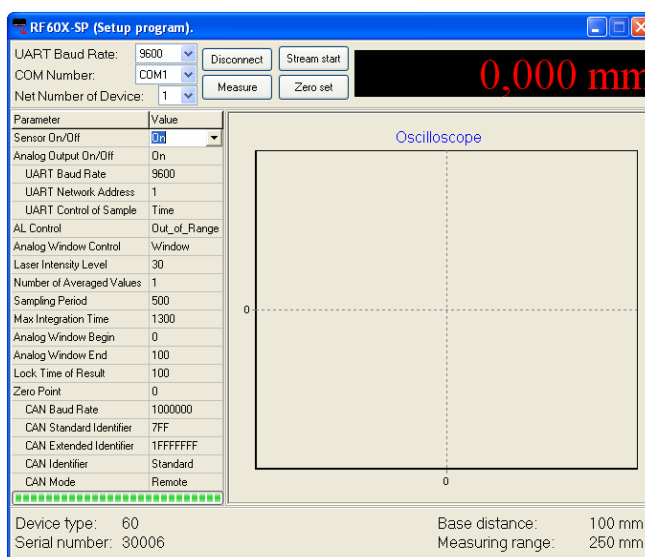 RF60X-SP (Setup program).
UART Baud Rate: 9600 Disconnect Stream start
COM Number: COM1
Net Number of Device: 1 Measure Zero set
0,000 mm
Parameter Value
Sensor On/Off On
Analog Output On/Off On
UART Baud Rate 9600
UART Network Address 1
UART Control of Sample Time
AL Control Out_of_Range
Analog Window Control Window
Laser Intensity Level 30
Number of Averaged Values 1
Sampling Period 500
Max Integration Time 1300
Analog Window Begin 0
Analog Window End 100
Lock Time of Result 100
Zero Point 0
CAN Baud Rate 1000000
CAN Standard Identifier 7FF
CAN Extended Identifier 1FFFFFFF
CAN Identifier Standard
CAN Mode Remote
Oscilloscope
0
0
Device type: 60 Base distance: 100 mm
Serial number: 30006 Measuring range: 250 mm